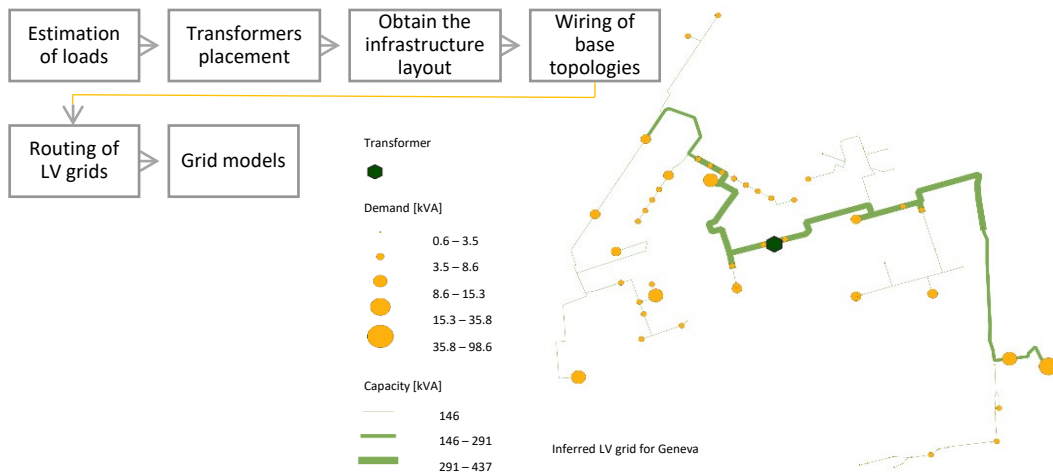 Estimation
of loads
Transformers
placement
Obtain the
infrastructure
layout
Wiring of
base
topologies
Routing of
LV grids
Grid models
Transformer
Demand [kVA]
0.6 – 3.5
3.5 – 8.6
8.6 – 15.3
15.3 – 35.8
35.8 – 98.6
Capacity [kVA]
146
146 – 291
291 - 437
Inferred LV grid for Geneva